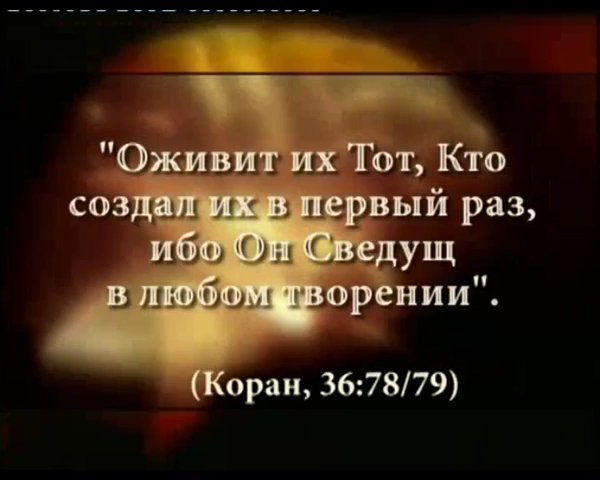 "Оживит их Тот, Кто
создал их в первый раз,
ибо Он Сведущ
в любом творении".
(Коран, 36:78/79)